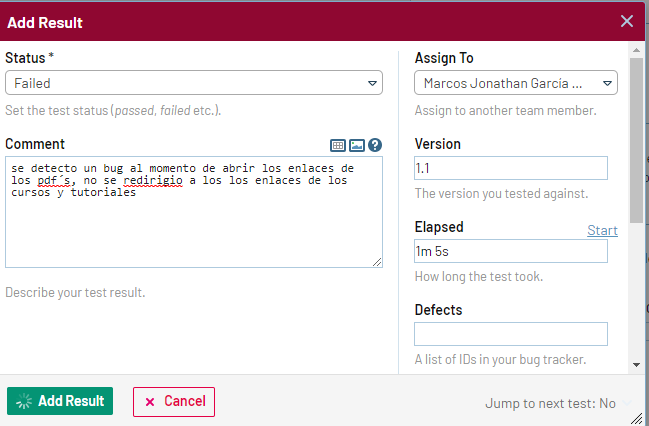 Add Result
Status *
Failed
Set the test status (passed, failed etc.).
Comment
se detecto un bug al momento de abrir los enlaces de
los pdf´s, no se redirigio a los los enlaces de los
cursos y tutoriales
Describe your test result.
Assign To
Marcos Jonathan García ...
Assign to another team member.
Version
1.1
The version you tested against.
Elapsed
Start
1m 5s
How long the test took.
Defects
A list of IDs in your bug tracker.
Add Result
Cancel
Jump to next test: No